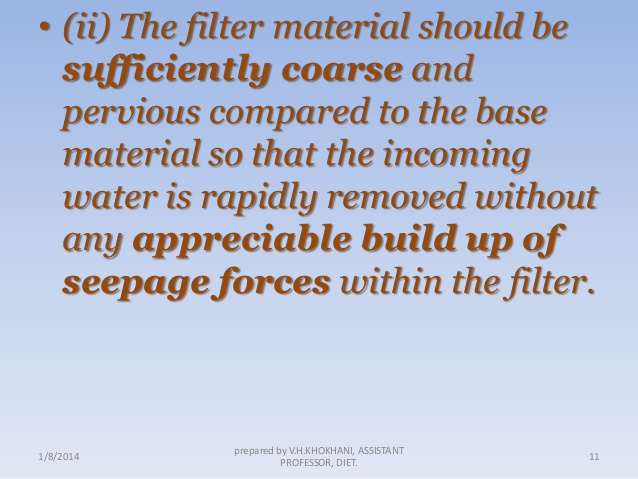 • (ii) The filter material should be
sufficiently coarse and
pervious compared to the base
material so that the incoming
water is rapidly removed without
any appreciable build up of
seepage forces within the filter.
1/8/2014
prepared by V.H.KHOKHANI, ASSISTANT
PROFESSOR, DIET.
11